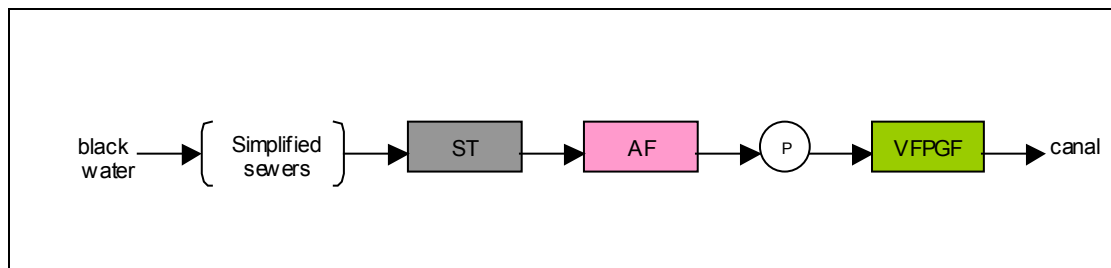 black
water
Simplified
sewers
ST
AF
P
VFPGF
canal